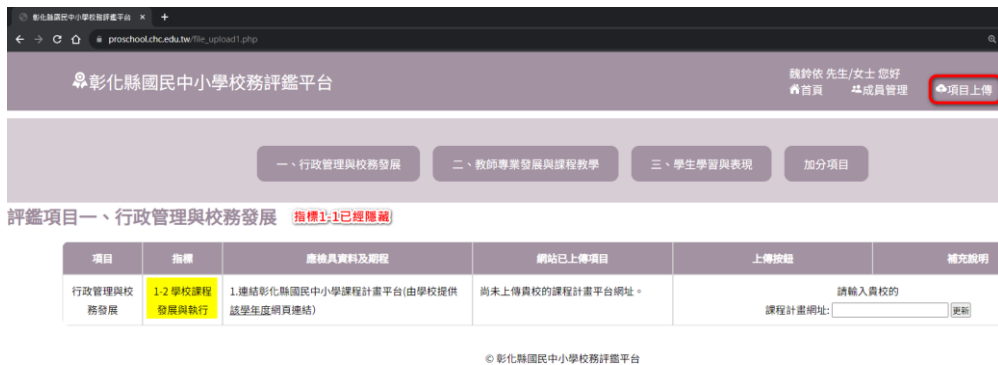 彰化縣國民中小學校務評鑑平台
proschool.chc.edu.tw/file_upload1.php
彰化縣國民中小學校務評鑑平台
魏鈴依 先生/女士 您好
首頁 成員管理 項目上傳
一、行政管理與校務發展 二、教師專業發展與課程教學 三、學生學習與表現 加分項目
評鑑項目一、行政管理與校務發展 指標1-1已經隱藏
項目 指標 應檢具資料及期程 網站已上傳項目 上傳按鈕 補充說明
行政管理與校 1-2 學校課程 1.連結彰化縣國民中小學課程計畫平台(由學校提供 尚未上傳貴校的課程計畫平台網址。 請輸入貴校的
務發展 發展與執行 該學年度網頁連結) 課程計畫網址: 更新
© 彰化縣國民中小學校務評鑑平台